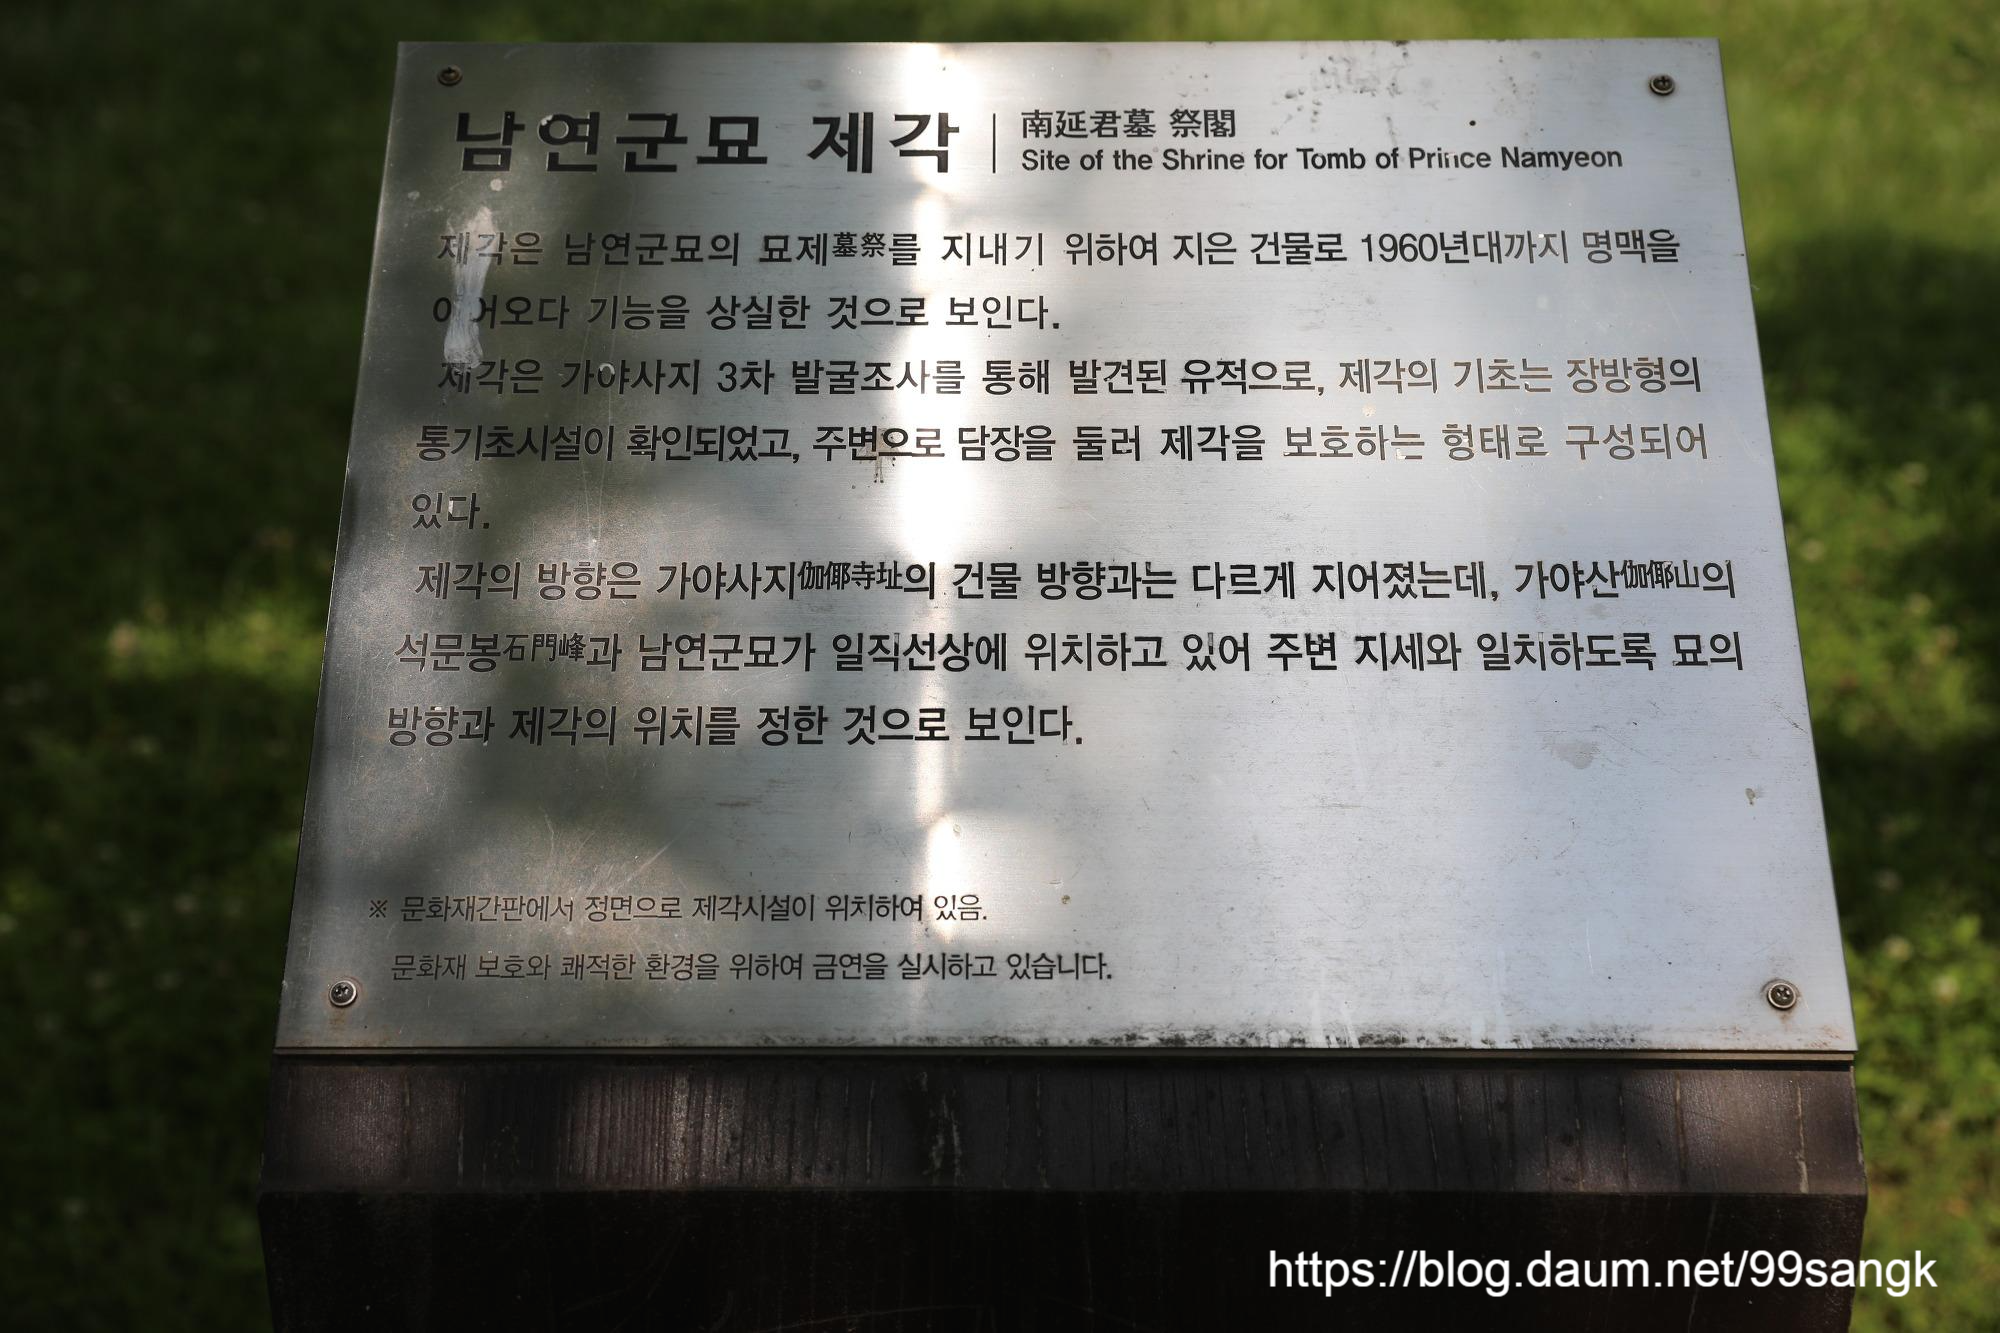 남연군묘 제각
南延君墓 祭閣
Site of the Shrine for Tomb of Prince Namyeon
제각은 남연군묘의 묘제墓祭를 지내기 위하여 지은 건물로 1960년대까지 명맥을
이어오다 기능을 상실한 것으로 보인다.
제각은 가야사지 3차 발굴조사를 통해 발견된 유적으로, 제각의 기초는 장방형의
통기초시설이 확인되었고, 주변으로 담장을 둘러 제각을 보호하는 형태로 구성되어
있다.
제각의 방향은 가야사지伽倻寺址의 건물 방향과는 다르게 지어졌는데, 가야산伽倻山의
석문봉石門峰과 남연군묘가 일직선상에 위치하고 있어 주변 지세와 일치하도록 묘의
방향과 제각의 위치를 정한 것으로 보인다.
※ 문화재간판에서 정면으로 제각시설이 위치하여 있음.
문화재 보호와 쾌적한 환경을 위하여 금연을 실시하고 있습니다.
https://blog.daum.net/99sangk